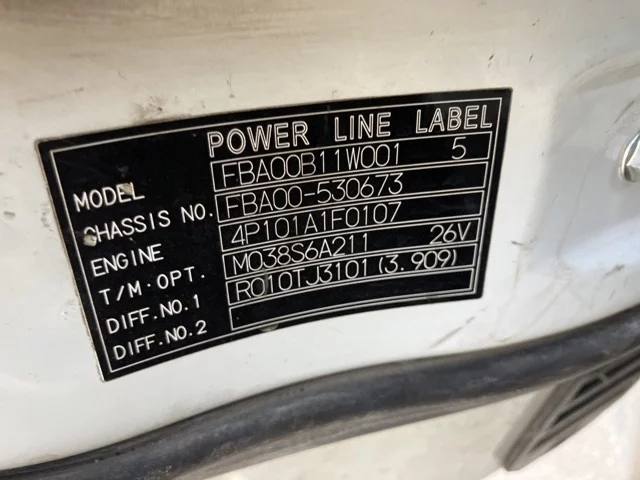 POWER LINE LABEL
MODEL FBA00B11W001 5
CHASSIS NO. FBA00-530673
ENGINE 4P101A1F0107
T/M·OPT. M038S6A211 26V
DIFF.NO.1 R010TJ3101 (3.909)
DIFF.NO.2